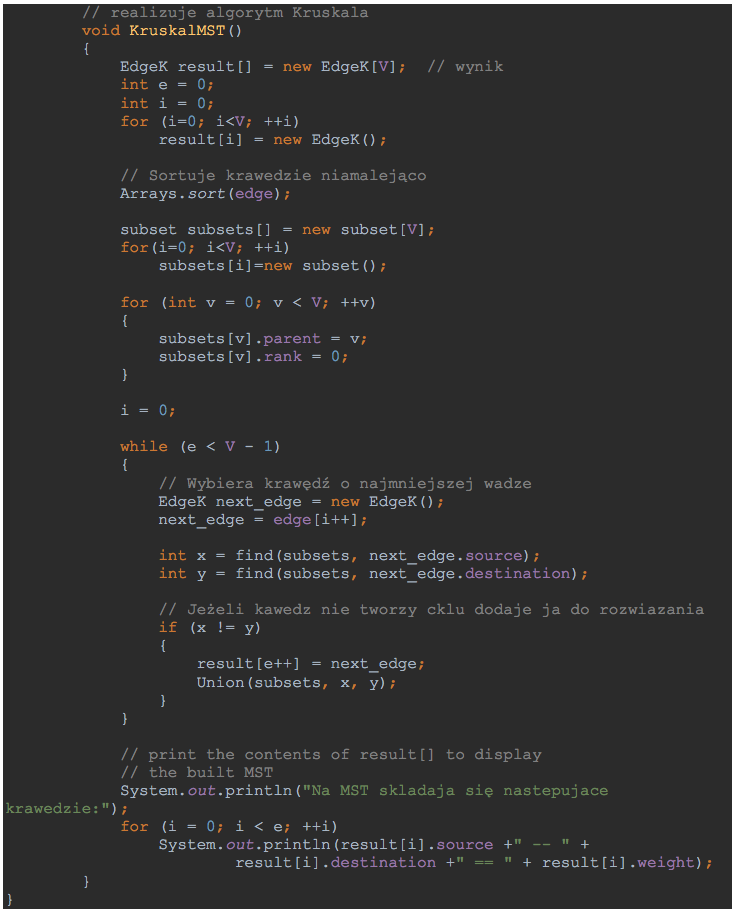 // realizuje algorytm Kruskala
void KruskalMST()
{
EdgeK result[] = new EdgeK[V];  // wynik
int e = 0;
int i = 0;
for (i=0; i<V; ++i)
result[i] = new EdgeK();
// Sortuje krawedzie niamalejąco
Arrays.sort(edge);
subset subsets[] = new subset[V];
for(i=0; i<V; ++i)
subsets[i]=new subset();
for (int v = 0; v < V; ++v)
{
subsets[v].parent = v;
subsets[v].rank = 0;
}
i = 0;
while (e < V - 1)
{
// Wybiera krawędź o najmniejszej wadze
EdgeK next_edge = new EdgeK();
next_edge = edge[i++];
int x = find(subsets, next_edge.source);
int y = find(subsets, next_edge.destination);
// Jeżeli kawedz nie tworzy cklu dodaje ja do rozwiazania
if (x != y)
{
result[e++] = next_edge;
Union(subsets, x, y);
}
}
// print the contents of result[] to display
// the built MST
System.out.println("Na MST skladaja się nastepujace
krawedzie:");
for (i = 0; i < e; ++i)
System.out.println(result[i].source +" -- " +
result[i].destination +" == " + result[i].weight);
}
}